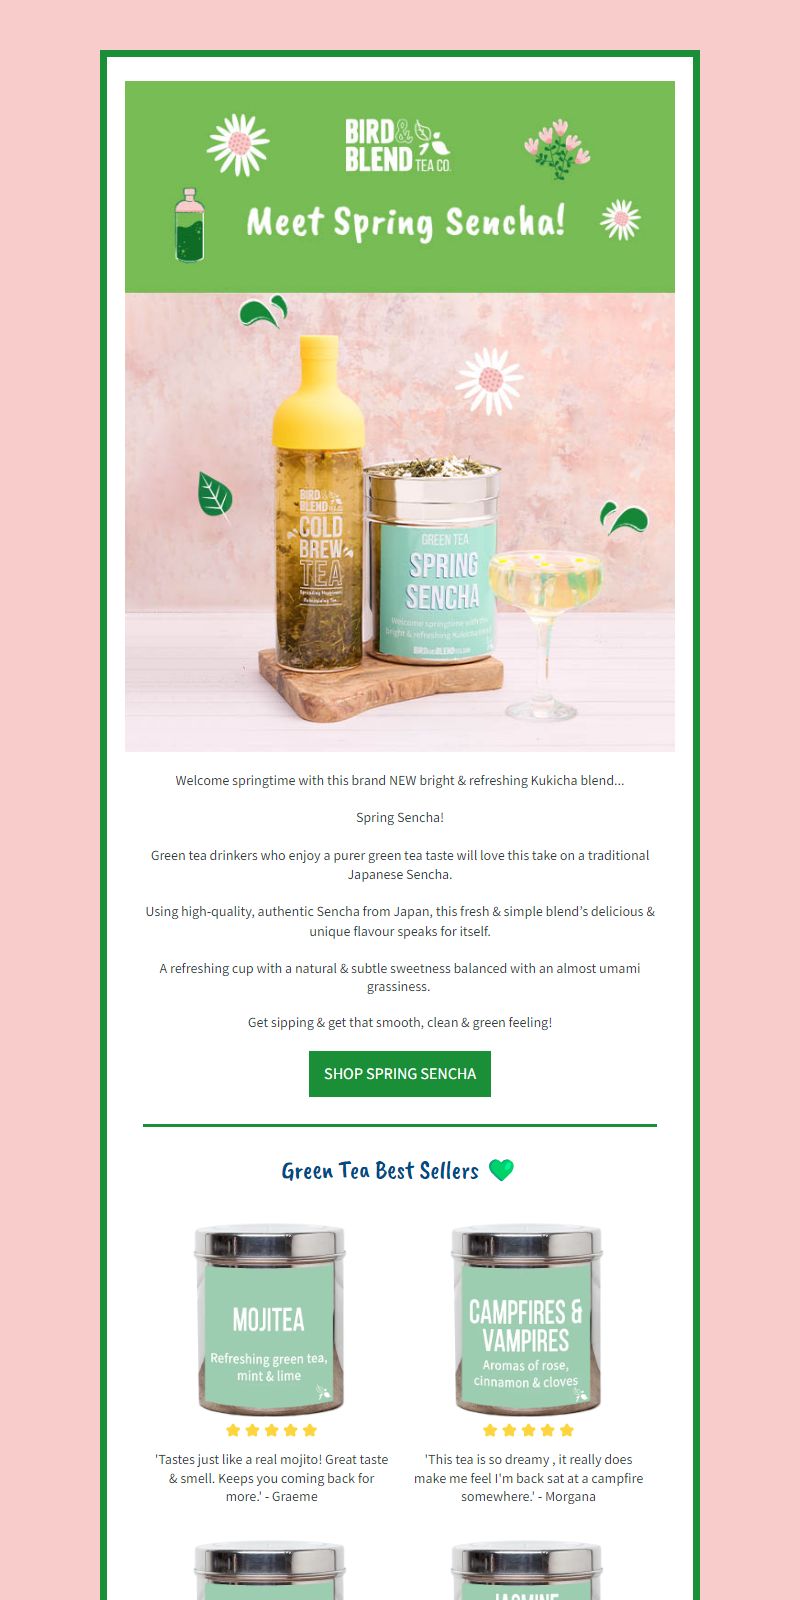 BIRD&
BLEND TEA CO.
Meet Spring Sencha!
BIRD&
BLEND
COLD
BREW
TEA
GREEN TEA
SPRING
SENCHA
Welcome springtime with this
bright & refreshing Kukicha blend
Welcome springtime with this brand NEW bright & refreshing Kukicha blend...
Spring Sencha!
Green tea drinkers who enjoy a purer green tea taste will love this take on a traditional
Japanese Sencha.
Using high-quality, authentic Sencha from Japan, this fresh & simple blend's delicious &
unique flavour speaks for itself.
A refreshing cup with a natural & subtle sweetness balanced with an almost umami
grassiness.
Get sipping & get that smooth, clean & green feeling!
SHOP SPRING SENCHA
Green Tea Best Sellers 💚
MOJITEA
Refreshing green tea,
mint & lime
CAMPFIRES &
VAMPIRES
Aromas of rose,
cinnamon & cloves
'Tastes just like a real mojito! Great taste
& smell. Keeps you coming back for
more.' - Graeme
'This tea is so dreamy , it really does
make me feel I'm back sat at a campfire
somewhere.' - Morgana
JASMINE